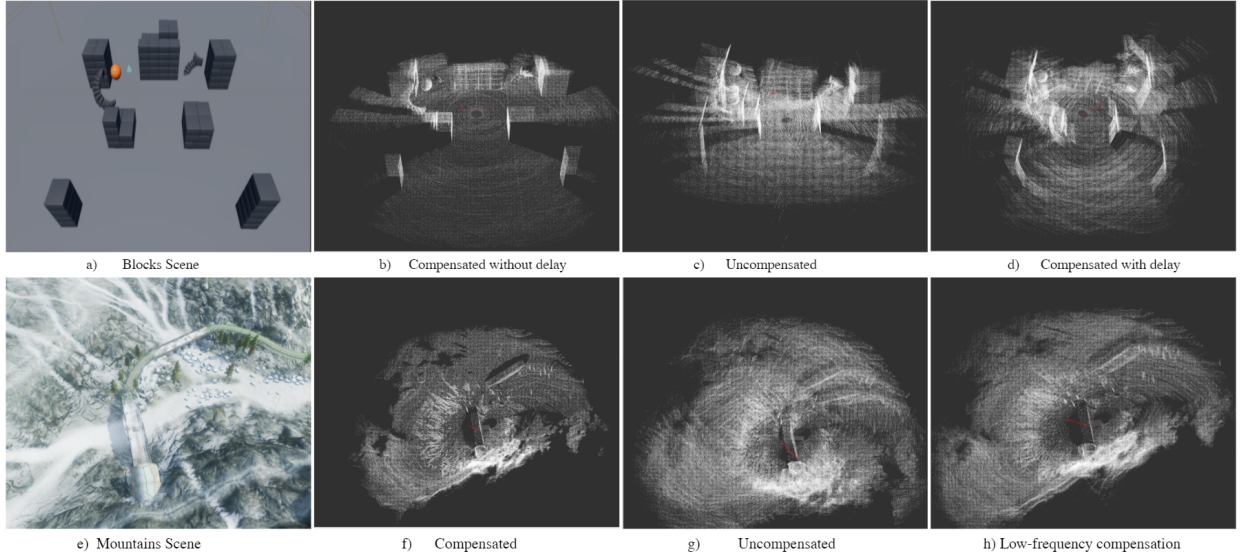 a) Blocks Scene
b) Compensated without delay
c) Uncompensated
d) Compensated with delay
e) Mountains Scene
f) Compensated
g) Uncompensated
h) Low-frequency compensation